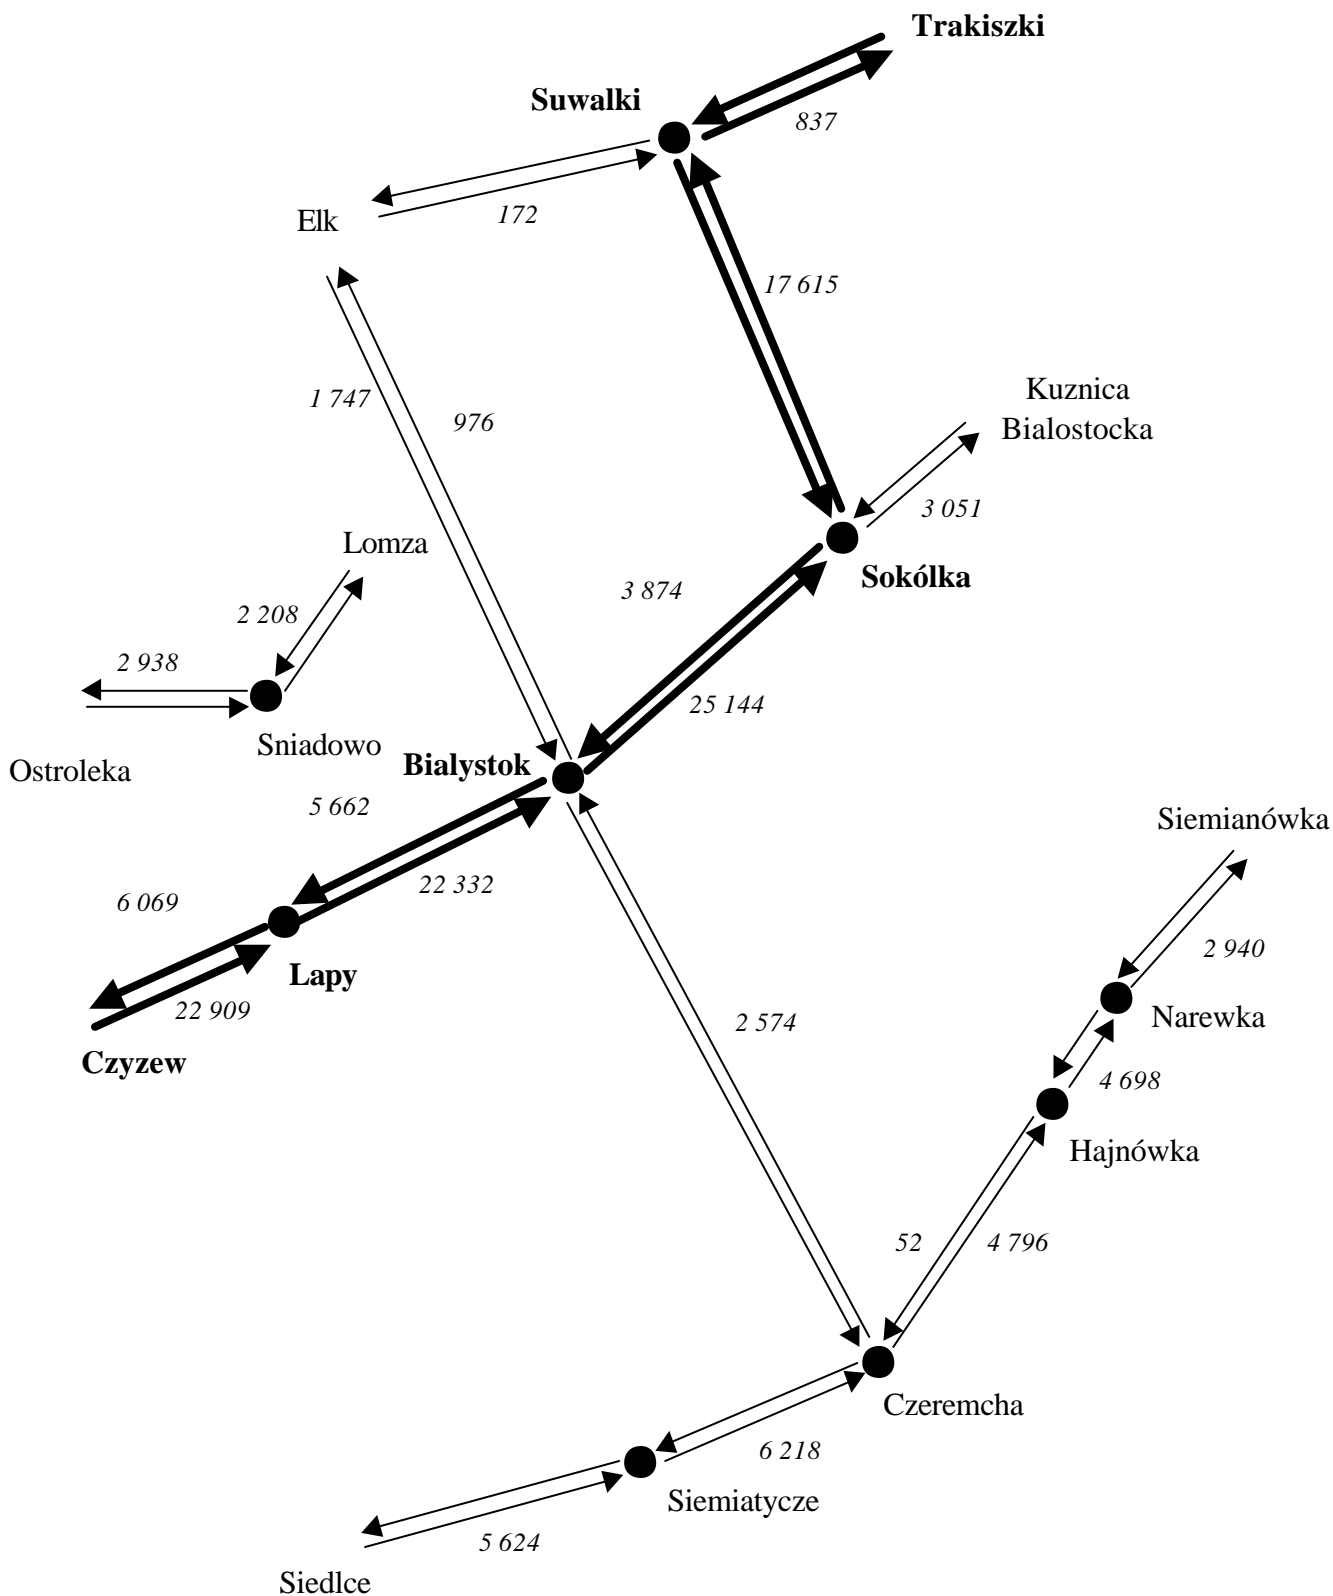 Trakiszki
Suwalki
837
172
Elk
17 615
Kuznica
Bialostocka
1 747
976
3 051
Lomza
Sokólka
3 874
2 208
2 938
25 144
Sniadowo
Ostroleka
Bialystok
5 662
Siemianówka
22 332
6 069
2 940
Lapy
22 909
2 574
Narewka
Czyzew
4 698
Hajnówka
52
4 796
Czeremcha
6 218
Siemiatycze
5 624
Siedlce